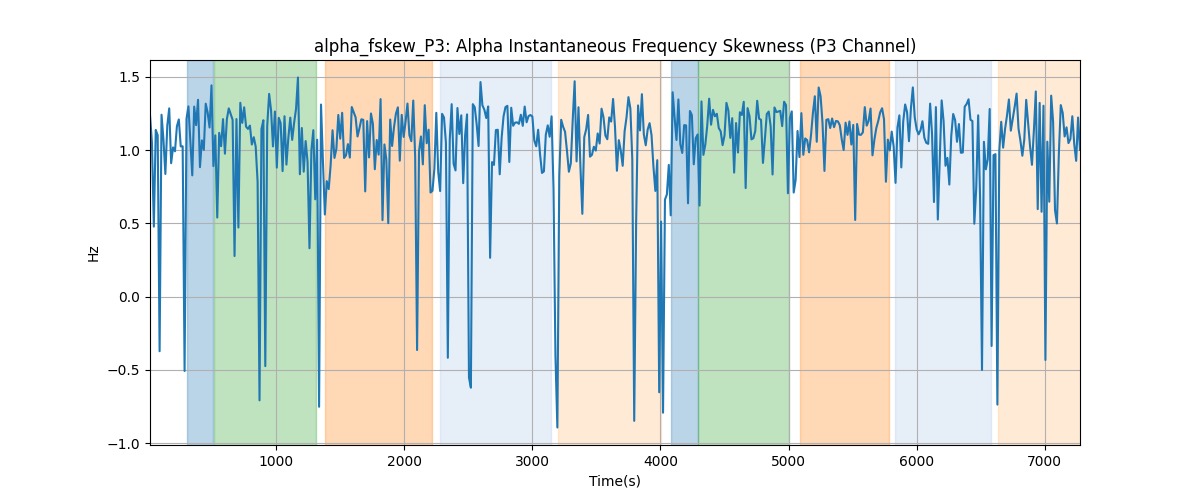 alpha_fskew_P3: Alpha Instantaneous Frequency Skewness (P3 Channel)
1.5
1.0
0.5
0.0
−0.5
−1.0
Hz
1000 2000 3000 4000 5000 6000 7000
Time(s)